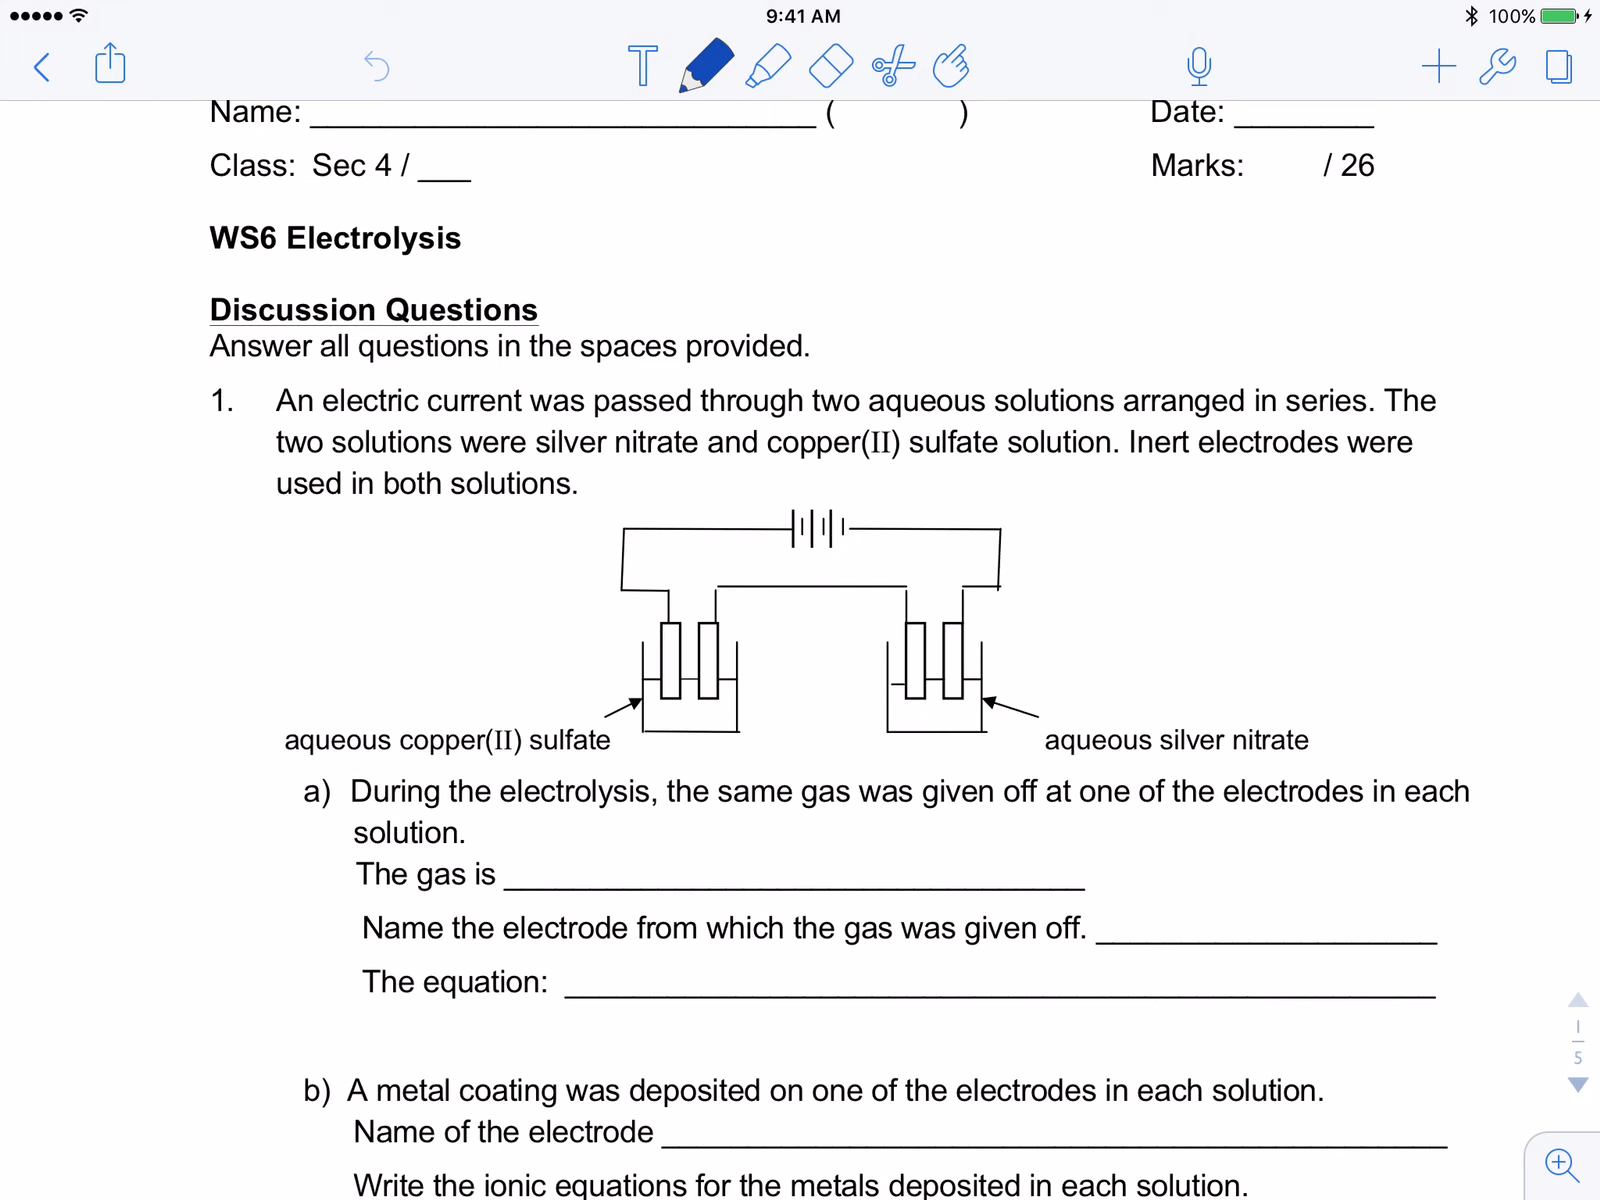 9:41 AM
100%
T
Name: ________________________________ (        )
Date: _________
Class:  Sec 4 / ___
Marks:        / 26
WS6 Electrolysis
Discussion Questions
Answer all questions in the spaces provided.
1.    An electric current was passed through two aqueous solutions arranged in series. The
two solutions were silver nitrate and copper(II) sulfate solution. Inert electrodes were
used in both solutions.
aqueous copper(II) sulfate
aqueous silver nitrate
a)  During the electrolysis, the same gas was given off at one of the electrodes in each
solution.
The gas is ___________________________________
Name the electrode from which the gas was given off. ____________________
The equation:  ____________________________________________________
b)  A metal coating was deposited on one of the electrodes in each solution.
Name of the electrode _______________________________________________
Write the ionic equations for the metals deposited in each solution.
1
5